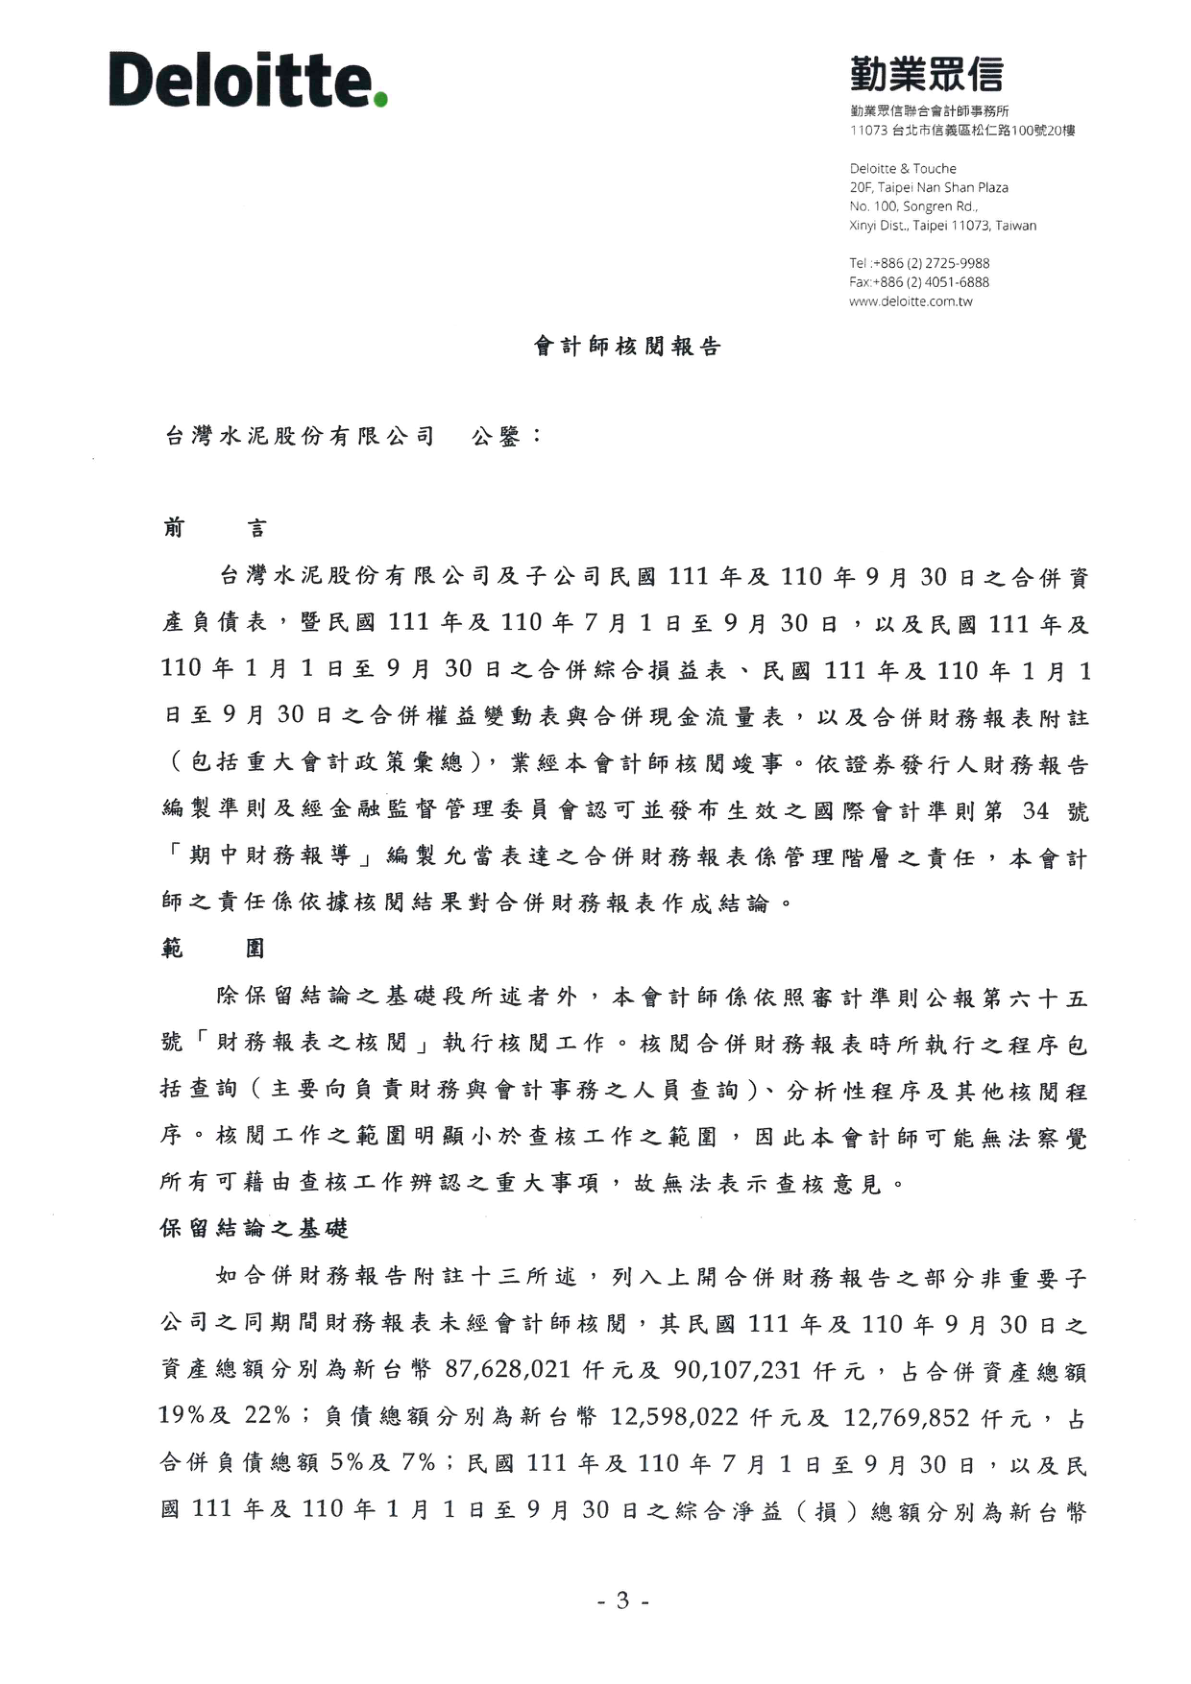 Deloitte.
勤業眾信
勤業眾信聯合會計師事務所
11073 台北市信義區松仁路100號20樓
Deloitte & Touche
20F, Taipei Nan Shan Plaza
No. 100, Songren Rd.,
Xinyi Dist., Taipei 11073, Taiwan
Tel :+886 (2) 2725-9988
Fax:+886 (2) 4051-6888
www.deloitte.com.tw
會計師核閱報告
台灣水泥股份有限公司 公鑒：
前 言
台灣水泥股份有限公司及子公司民國 111 年及 110 年 9 月 30 日之合併資
產負債表，暨民國 111 年及 110 年 7 月 1 日至 9 月 30 日，以及民國 111 年及
110 年 1 月 1 日至 9 月 30 日之合併綜合損益表、民國 111 年及 110 年 1 月 1
日至 9 月 30 日之合併權益變動表與合併現金流量表，以及合併財務報表附註
（包括重大會計政策彙總），業經本會計師核閱竣事。依證券發行人財務報告
編製準則及經金融監督管理委員會認可並發布生效之國際會計準則第 34 號
「期中財務報導」編製允當表達之合併財務報表係管理階層之責任，本會計
師之責任係依據核閱結果對合併財務報表作成結論。
範 圍
除保留結論之基礎段所述者外，本會計師係依照審計準則公報第六十五
號「財務報表之核閱」執行核閱工作。核閱合併財務報表時所執行之程序包
括查詢（主要向負責財務與會計事務之人員查詢）、分析性程序及其他核閱程
序。核閱工作之範圍明顯小於查核工作之範圍，因此本會計師可能無法察覺
所有可藉由查核工作辨認之重大事項，故無法表示查核意見。
保留結論之基礎
如合併財務報告附註十三所述，列入上開合併財務報告之部分非重要子
公司之同期間財務報表未經會計師核閱，其民國 111 年及 110 年 9 月 30 日之
資產總額分別為新台幣 87,628,021 仟元及 90,107,231 仟元，占合併資產總額
19%及 22%；負債總額分別為新台幣 12,598,022 仟元及 12,769,852 仟元，占
合併負債總額 5%及 7%；民國 111 年及 110 年 7 月 1 日至 9 月 30 日，以及民
國 111 年及 110 年 1 月 1 日至 9 月 30 日之綜合淨益（損）總額分別為新台幣
- 3 -